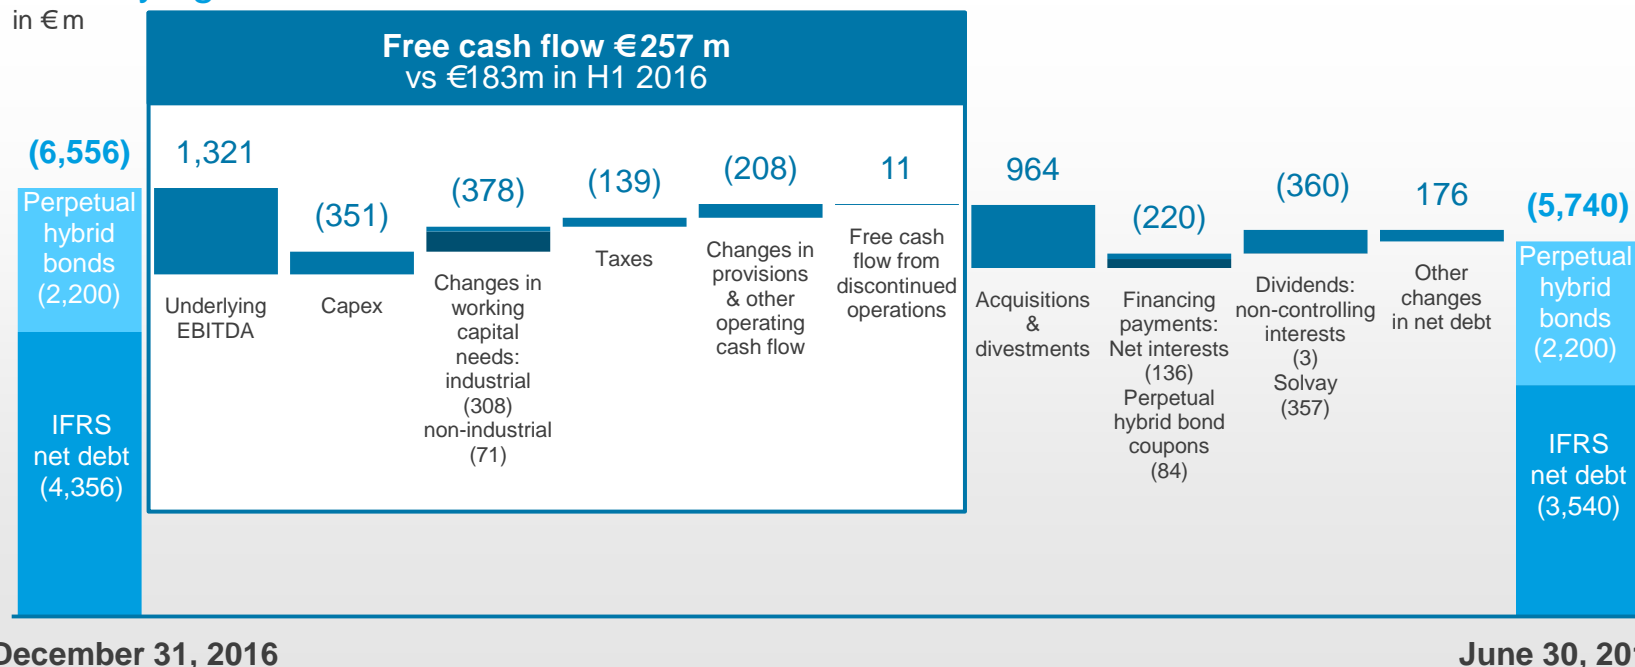 in €m
Free cash flow €257 m
vs €183m in H1 2016
(6,556)
Perpetual
hybrid
bonds
(2,200)
IFRS
net debt
(4,356)
1,321
Underlying
EBITDA
(351)
Capex
(378)
Changes in
working
capital
needs:
industrial
(308)
non-industrial
(71)
(139)
Taxes
(208)
Changes in
provisions
& other
operating
cash flow
11
Free cash
flow from
discontinued
operations
964
Acquisitions
&
divestments
(220)
Financing
payments:
Net interests
(136)
Perpetual
hybrid bond
coupons
(84)
(360)
Dividends:
non-controlling
interests
(3)
Solvay
(357)
176
Other
changes
in net debt
(5,740)
Perpetual
hybrid
bonds
(2,200)
IFRS
net debt
(3,540)
December 31, 2016
June 30,